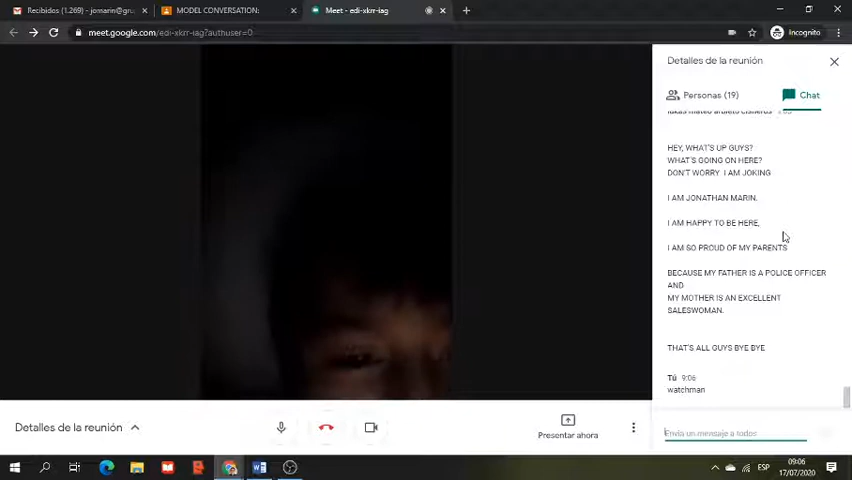 Recibidos (1.269) - jomarin@gru
MODEL CONVERSATION:
Meet - edi-xkrr-iag
meet.google.com/edi-xkrr-iag?authuser=0
Incognito
Detalles de la reunión
Personas (19)
Chat
HEY, WHAT'S UP GUYS?
WHAT'S GOING ON HERE?
DON'T WORRY I AM JOKING
I AM JONATHAN MARIN.
I AM HAPPY TO BE HERE,
I AM SO PROUD OF MY PARENTS
BECAUSE MY FATHER IS A POLICE OFFICER
AND
MY MOTHER IS AN EXCELLENT
SALESWOMAN.
THAT'S ALL GUYS BYE BYE
Tú 9:06
watchman
Envía un mensaje a todos
Detalles de la reunión
Presentar ahora
ESP
09:06
17/07/2020